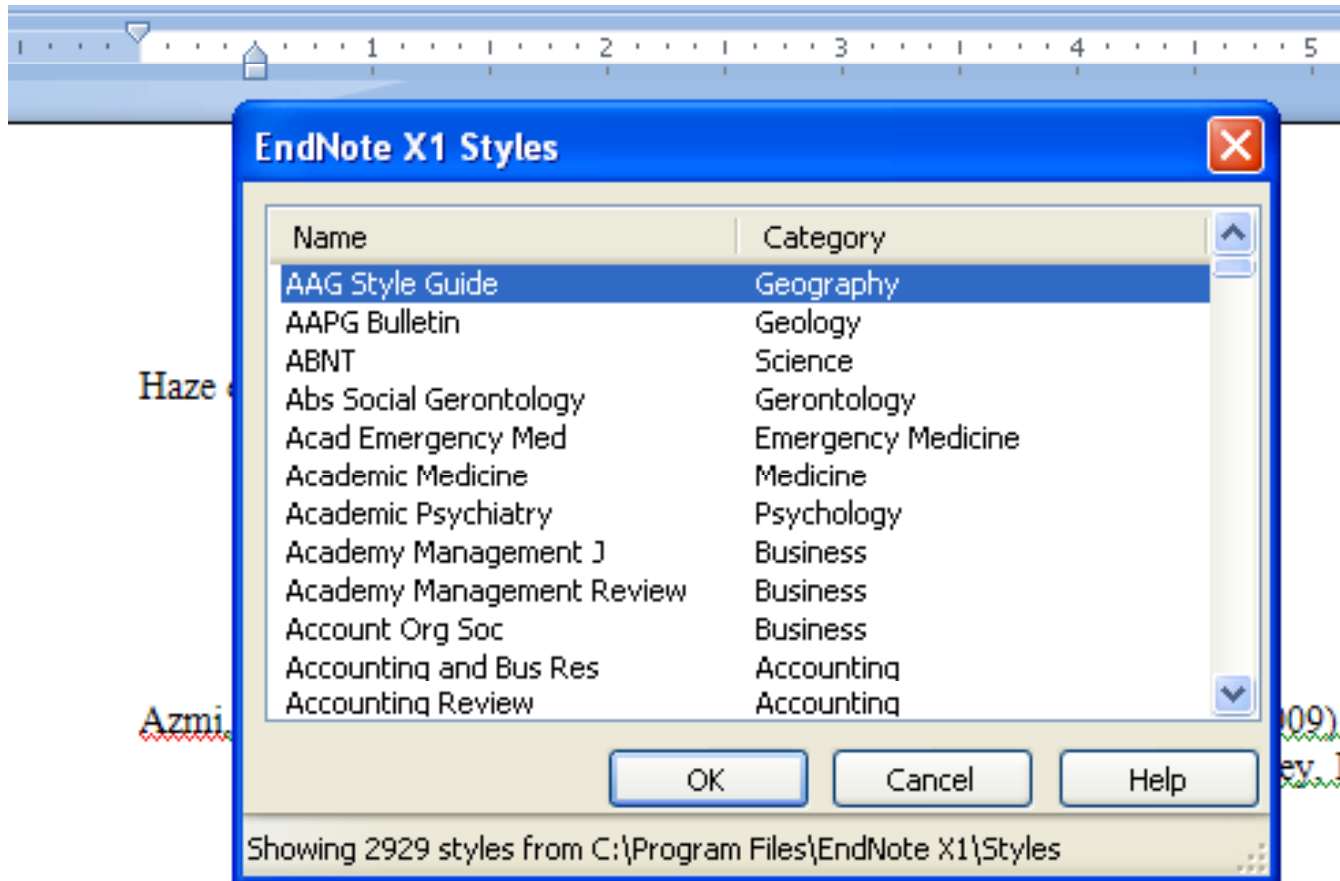 1 2 3 4 5
EndNote X1 Styles
Name Category
AAG Style Guide Geography
AAPG Bulletin Geology
ABNT Science
Abs Social Gerontology Gerontology
Acad Emergency Med Emergency Medicine
Academic Medicine Medicine
Academic Psychiatry Psychology
Academy Management J Business
Academy Management Review Business
Account Org Soc Business
Accounting and Bus Res Accounting
Accounting Review Accounting
Haze
Azmi, 009)
ey,
OK Cancel Help
Showing 2929 styles from C:\Program Files\EndNote X1\Styles